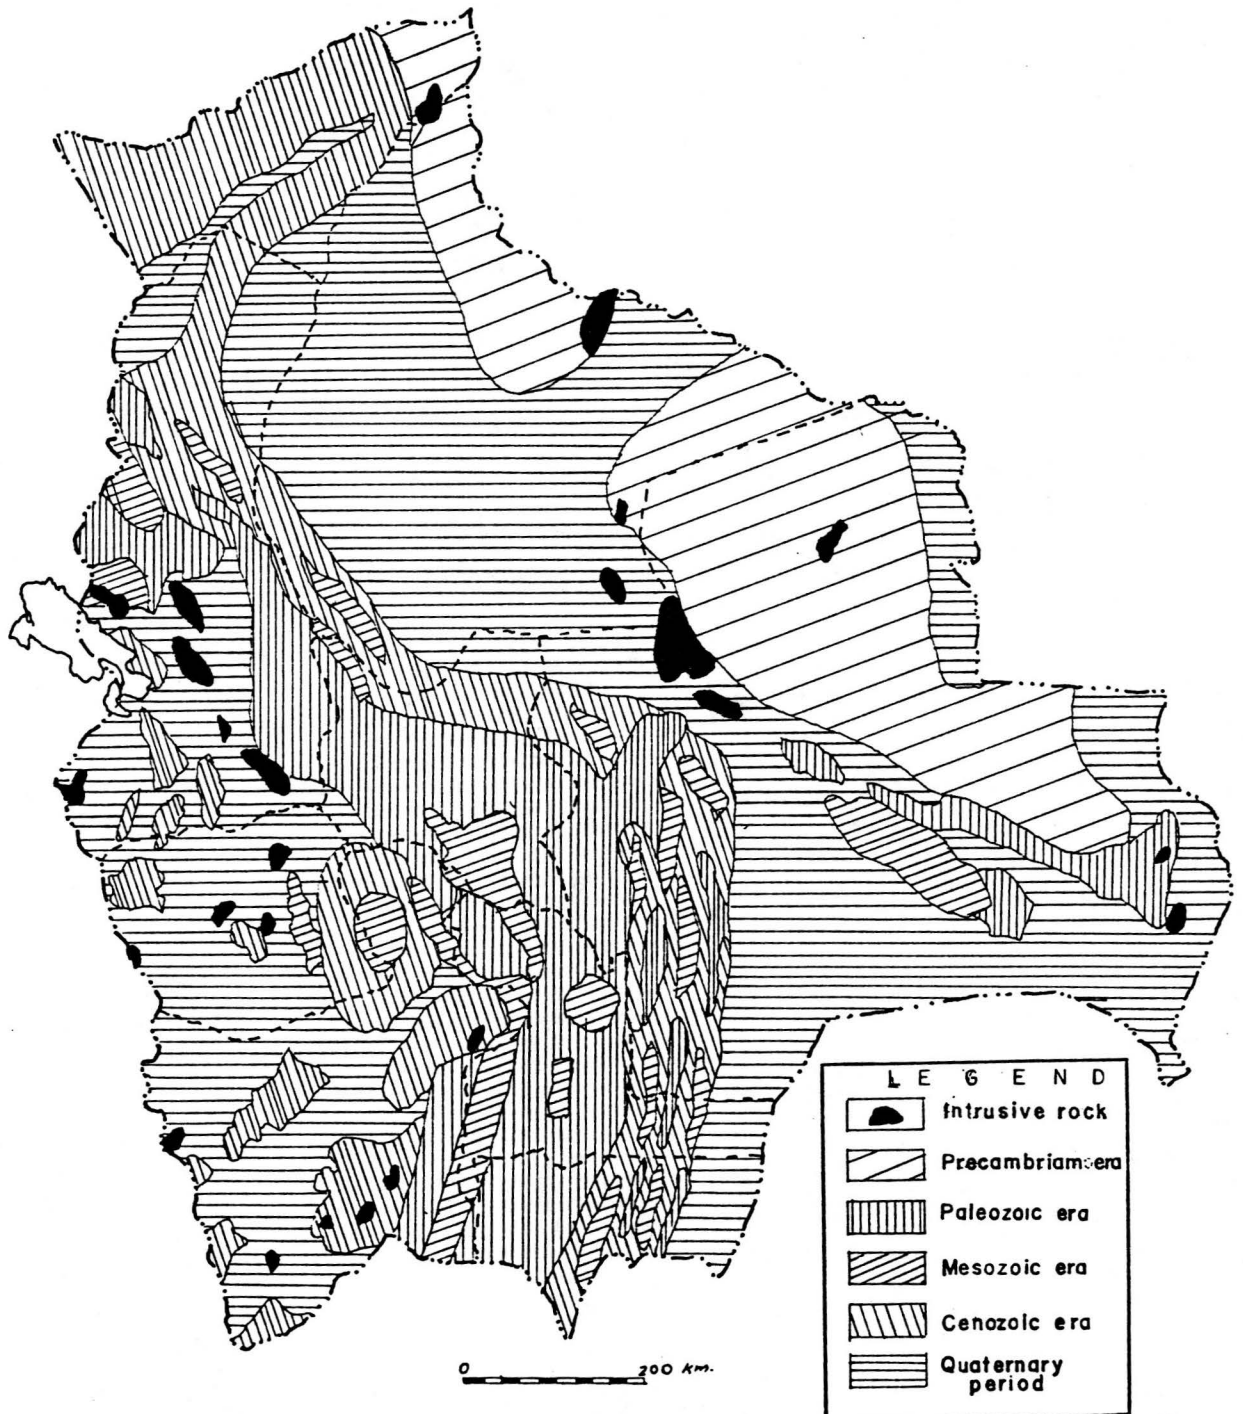 LEGEND
Intrusive rock
Precambrian era
Paleozoic era
Mesozoic era
Cenozoic era
Quaternary
period
0 200 KM.